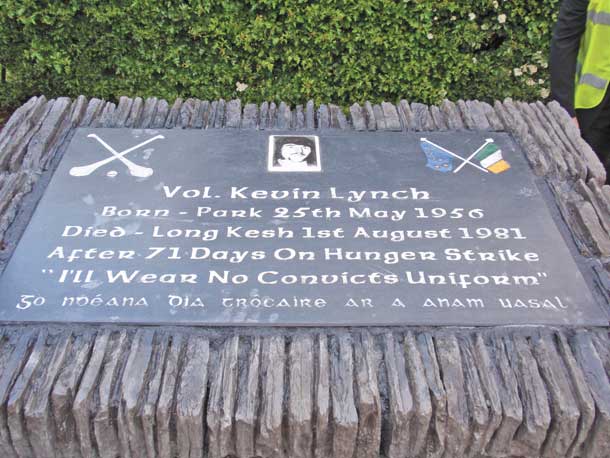 Vol. Kevin Lynch
Born - Park 25th May 1956
Died - Long Kesh 1st August 1981
After 71 Days On Hunger Strike
"I'll Wear No Convicts Uniform"
Go ndéana Dia trócaire ar a anam uasal